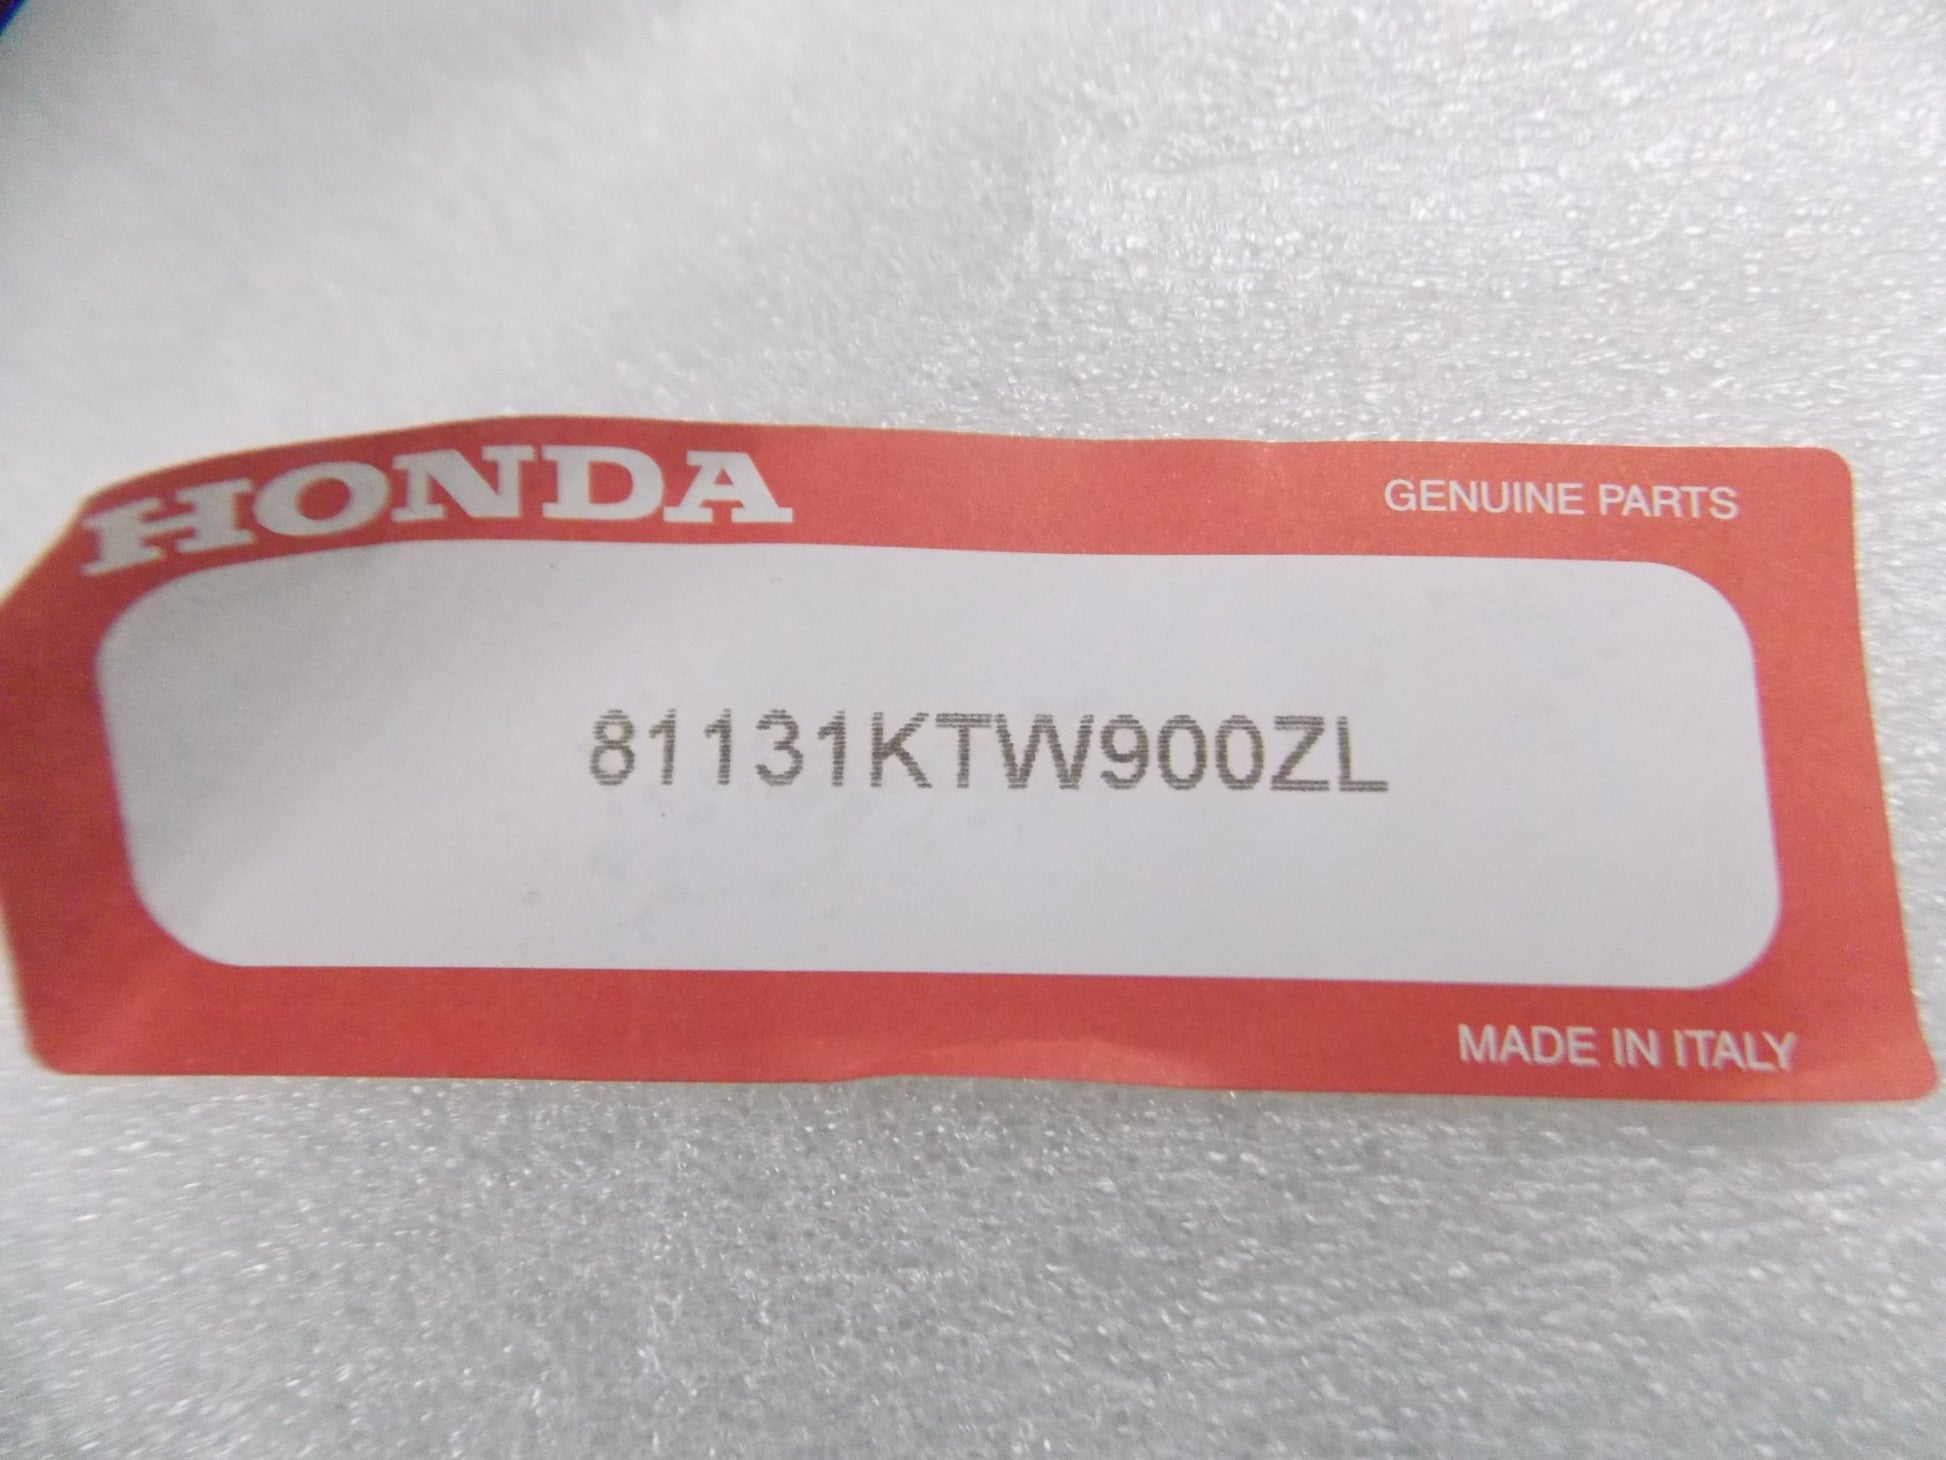 HONDA
GENUINE PARTS
81131KTW900ZL
MADE IN ITALY